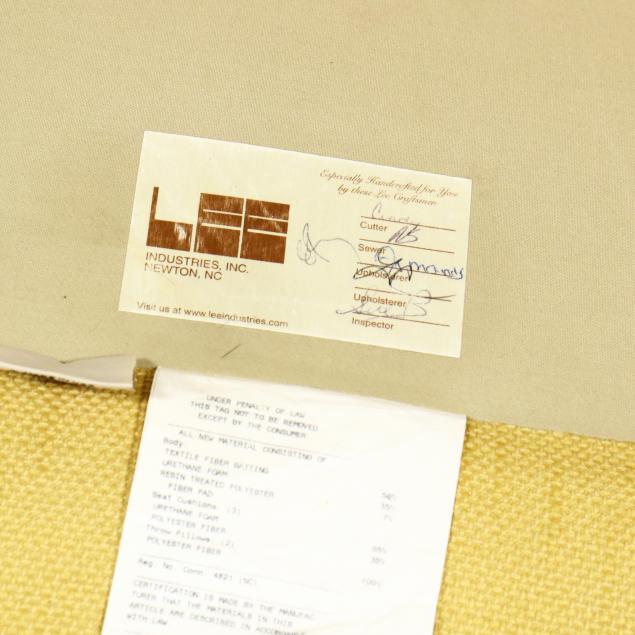 Especially Handcrafted for You
by these Lee Craftsmen
LEE
INDUSTRIES, INC.
NEWTON, NC
Cutter
Sewer
Upholsterer
Upholsterer
Inspector
Visit us at www.leeindustries.com
UNDER PENALTY OF LAW
THIS TAG NOT TO BE REMOVED
EXCEPT BY THE CONSUMER
ALL NEW MATERIAL CONSISTING OF
Body
TEXTILE FIBER BATTING
URETHANE FOAM
RESIN TREATED POLYESTER
FIBER PAD
Seat Cushions: (3)
URETHANE FOAM
POLYESTER FIBER
Throw Pillows: (2)
POLYESTER FIBER
100%
Reg. No. Conn. 4821 (NC)
CERTIFICATION IS MADE BY THE MANUFAC
TURER THAT THE MATERIALS IN THIS
ARTICLE ARE DESCRIBED IN ACCORDANCE
WITH LAW